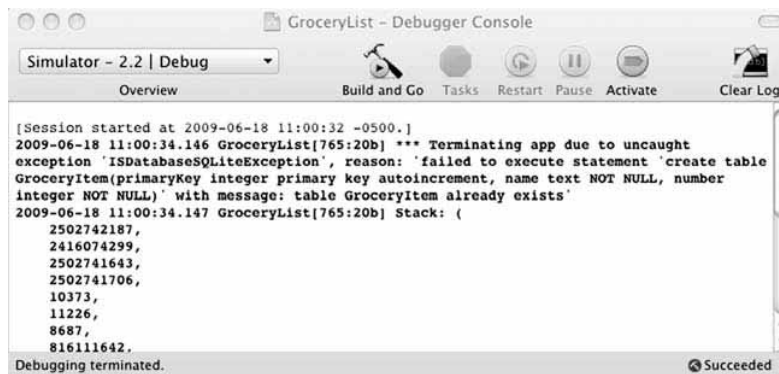 GroceryList – Debugger Console
Simulator – 2.2 | Debug
Overview
Build and Go
Tasks
Restart
Pause
Activate
Clear Log
[Session started at 2009-06-18 11:00:32 -0500.]
2009-06-18 11:00:34.146 GroceryList[765:20b] *** Terminating app due to uncaught
exception 'ISDatabaseSQLiteException', reason: 'failed to execute statement 'create table
GroceryItem(primaryKey integer primary key autoincrement, name text NOT NULL, number
integer NOT NULL)' with message: table GroceryItem already exists'
2009-06-18 11:00:34.147 GroceryList[765:20b] Stack: (
2502742187,
2416074299,
2502741643,
2502741706,
10373,
11226,
8687,
816111642,
Debugging terminated.
Succeeded